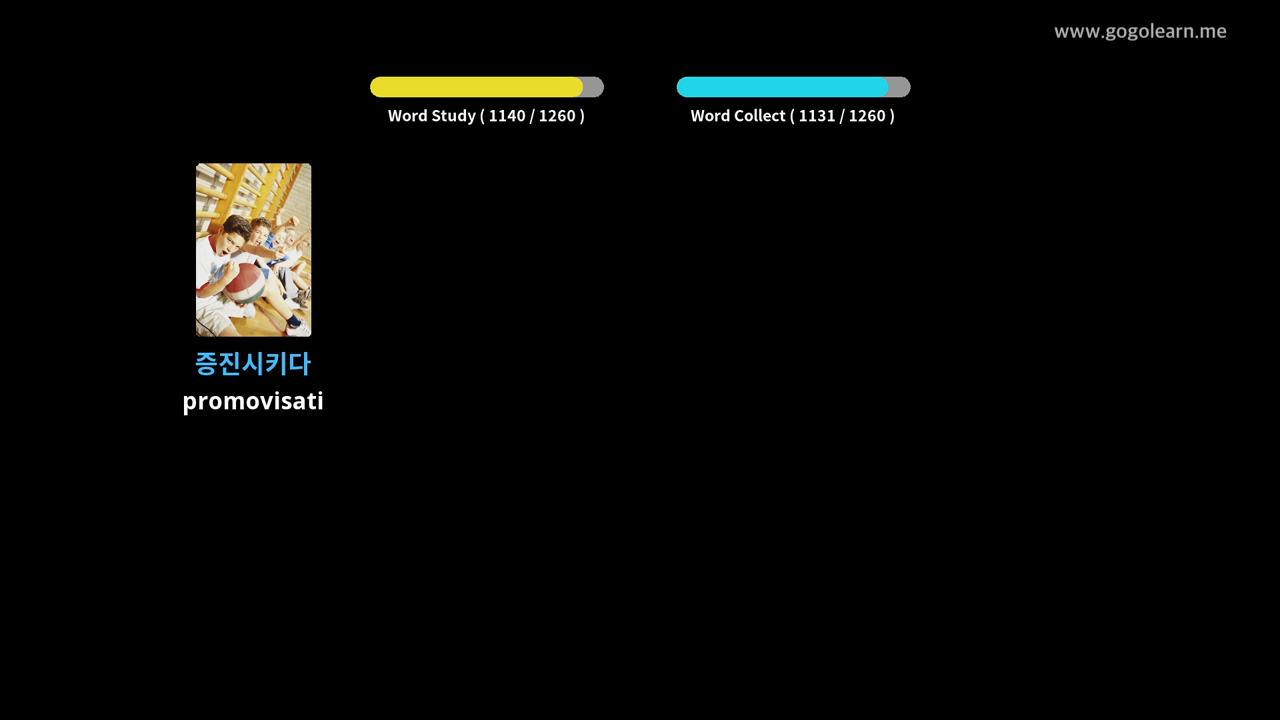 www.gogolearn.me
Word Study ( 1140 / 1260 )
Word Collect ( 1131 / 1260 )
증진시키다
promovisati